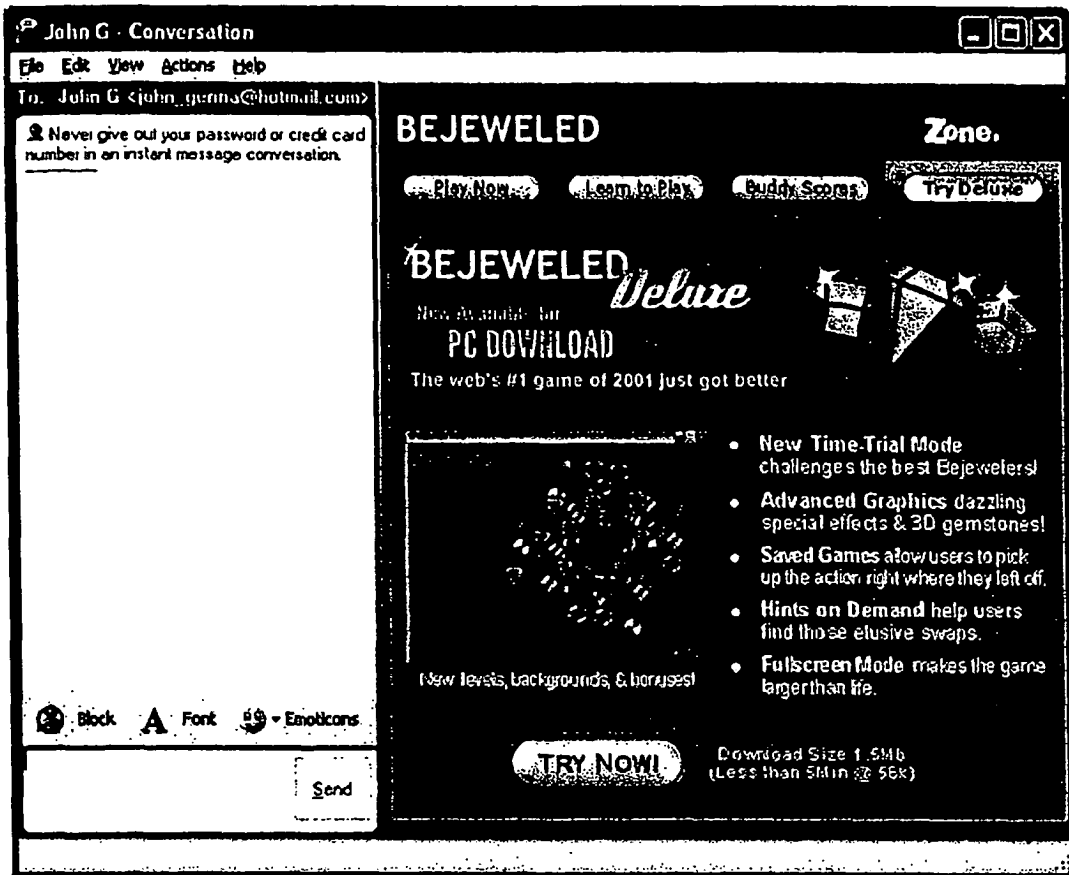 John G - Conversation
File Edit View Actions Help
To: John G <john_genna@hotmail.com>
Never give out your password or credit card
number in an instant message conversation.
Block A Font Emoticons
Send
BEJEWELED
Zone.
Play Now Learn to Play Buddy Scores Try Deluxe
BEJEWELED
Deluxe
Now Available for
PC DOWNLOAD
The web's #1 game of 2001 just got better
New levels, backgrounds, & bonuses!
• New Time-Trial Mode
challenges the best Bejewelers!
• Advanced Graphics dazzling
special effects & 3D gemstones!
• Saved Games allow users to pick
up the action right where they left off.
• Hints on Demand help users
find those elusive swaps.
• Fullscreen Mode makes the game
larger than life.
TRY NOW!
Download Size 1.5Mb
(Less than 5Min @ 56k)